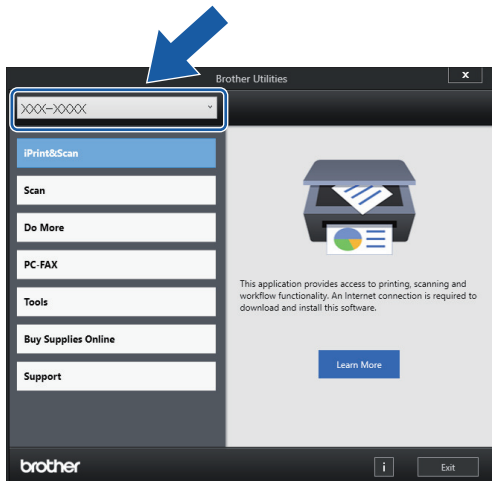 Brother Utilities
X
XXX-XXXX
iPrint&Scan
Scan
Do More
PC-FAX
Tools
Buy Supplies Online
Support
This application provides access to printing, scanning and
workflow functionality. An Internet connection is required to
download and install this software.
Learn More
brother
i
Exit